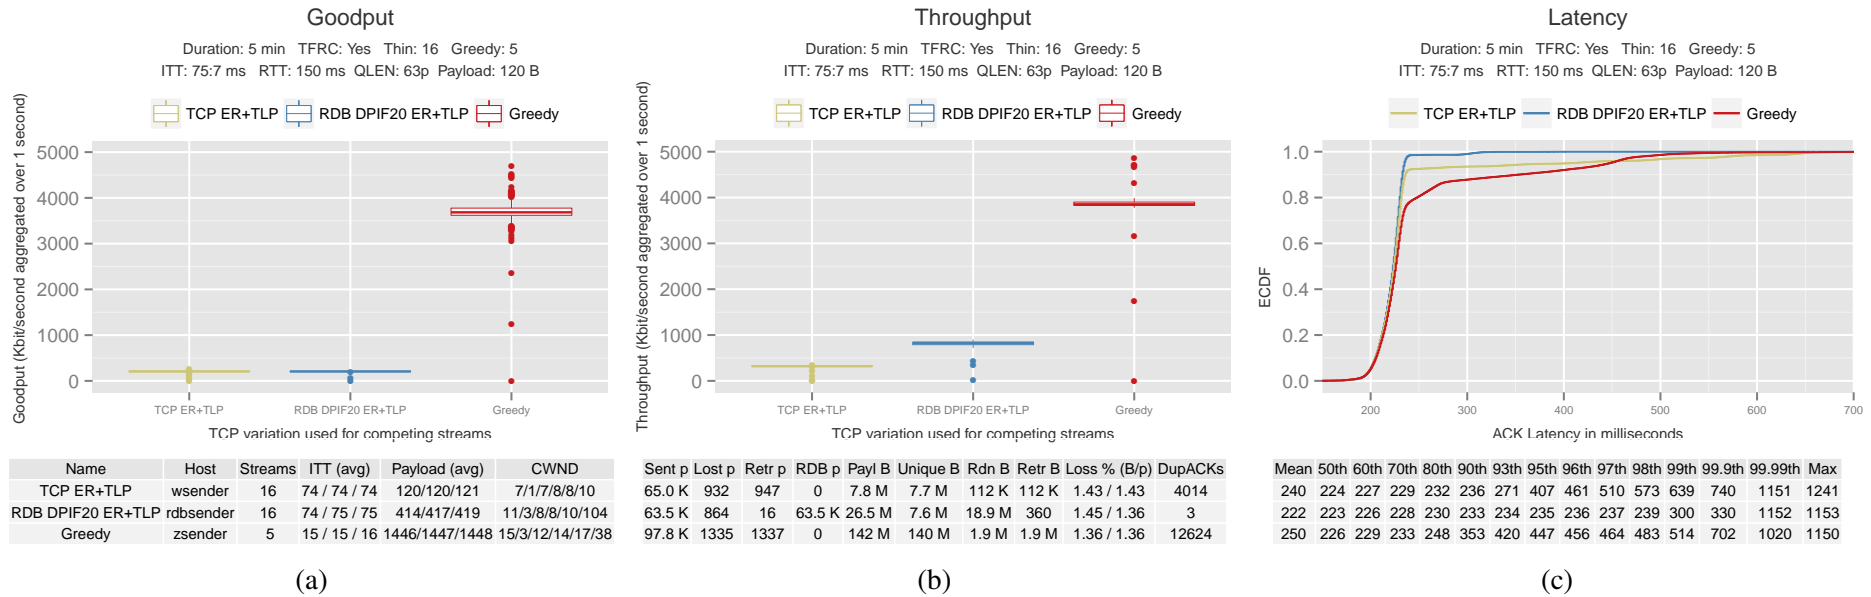 Goodput
Duration: 5 min TFRC: Yes Thin: 16 Greedy: 5
ITT: 75:7 ms RTT: 150 ms QLEN: 63p Payload: 120 B
TCP ER+TLP RDB DPIF20 ER+TLP Greedy
Goodput (Kbit/second aggregated over 1 second)
5000
4000
3000
2000
1000
0
TCP ER+TLP RDB DPIF20 ER+TLP Greedy
TCP variation used for competing streams
Name Host Streams ITT (avg) Payload (avg) CWND
TCP ER+TLP wsender 16 74 / 74 / 74 120/120/121 7/1/7/8/8/10
RDB DPIF20 ER+TLP rdbsender 16 74 / 75 / 75 414/417/419 11/3/8/8/10/104
Greedy zsender 5 15 / 15 / 16 1446/1447/1448 15/3/12/14/17/38
(a)
Throughput
Duration: 5 min TFRC: Yes Thin: 16 Greedy: 5
ITT: 75:7 ms RTT: 150 ms QLEN: 63p Payload: 120 B
TCP ER+TLP RDB DPIF20 ER+TLP Greedy
Throughput (Kbit/second aggregated over 1 second)
5000
4000
3000
2000
1000
0
TCP ER+TLP RDB DPIF20 ER+TLP Greedy
TCP variation used for competing streams
Sent p Lost p Retr p RDB p Payl B Unique B Rdn B Retr B Loss % (B/p) DupACKs
65.0 K 932 947 0 7.8 M 7.7 M 112 K 112 K 1.43 / 1.43 4014
63.5 K 864 16 63.5 K 26.5 M 7.6 M 18.9 M 360 1.45 / 1.36 3
97.8 K 1335 1337 0 142 M 140 M 1.9 M 1.9 M 1.36 / 1.36 12624
(b)
Latency
Duration: 5 min TFRC: Yes Thin: 16 Greedy: 5
ITT: 75:7 ms RTT: 150 ms QLEN: 63p Payload: 120 B
TCP ER+TLP RDB DPIF20 ER+TLP Greedy
ECDF
1.0
0.8
0.6
0.4
0.2
0.0
200 300 400 500 600 700
ACK Latency in milliseconds
Mean 50th 60th 70th 80th 90th 93th 95th 96th 97th 98th 99th 99.9th 99.99th Max
240 224 227 229 232 236 271 407 461 510 573 639 740 1151 1241
222 223 226 228 230 233 234 235 236 237 239 300 330 1152 1153
250 226 229 233 248 353 420 447 456 464 483 514 702 1020 1150
(c)